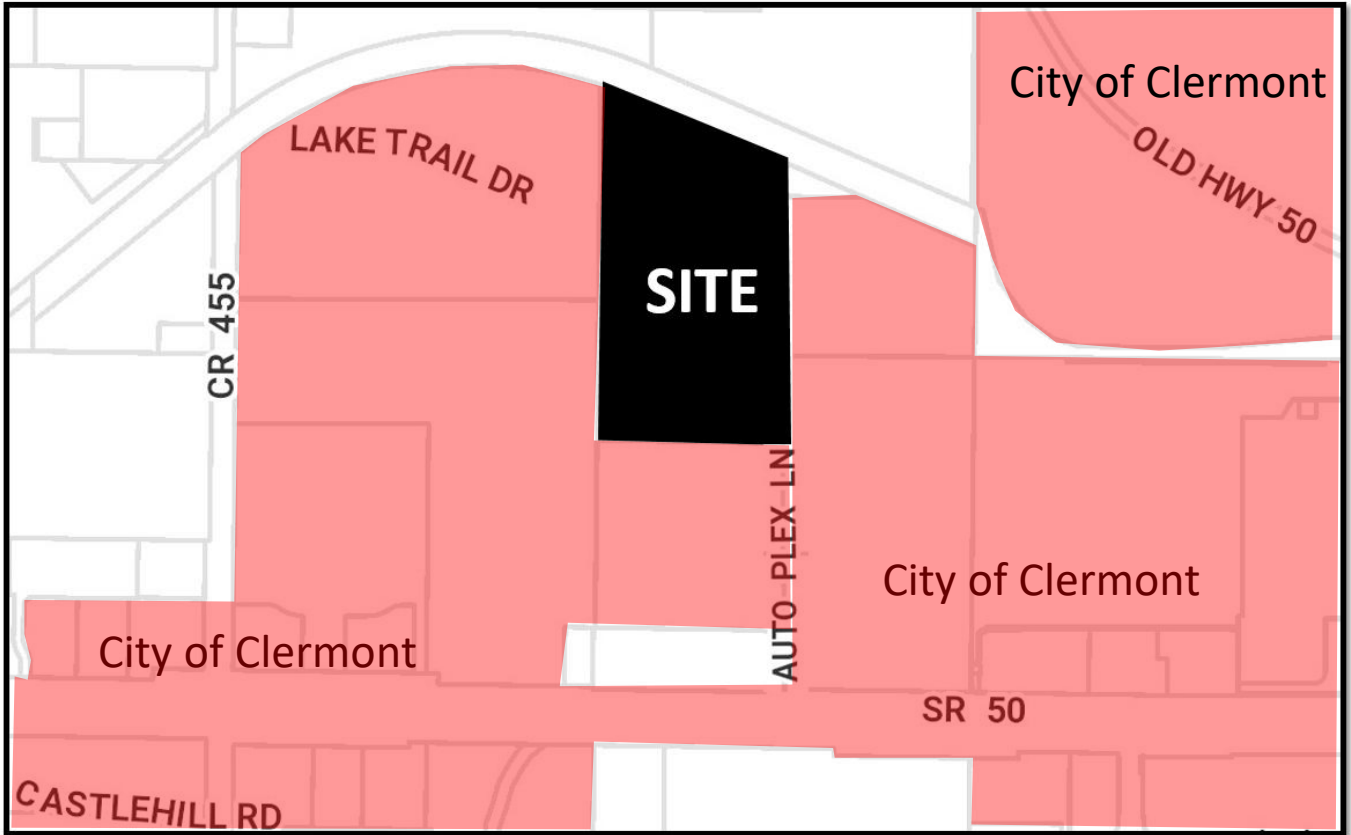 City of Clermont
LAKE TRAIL DR
OLD HWY 50
SITE
CR 455
AUTO PLEX LN
City of Clermont
City of Clermont
SR 50
CASTLEHILL RD